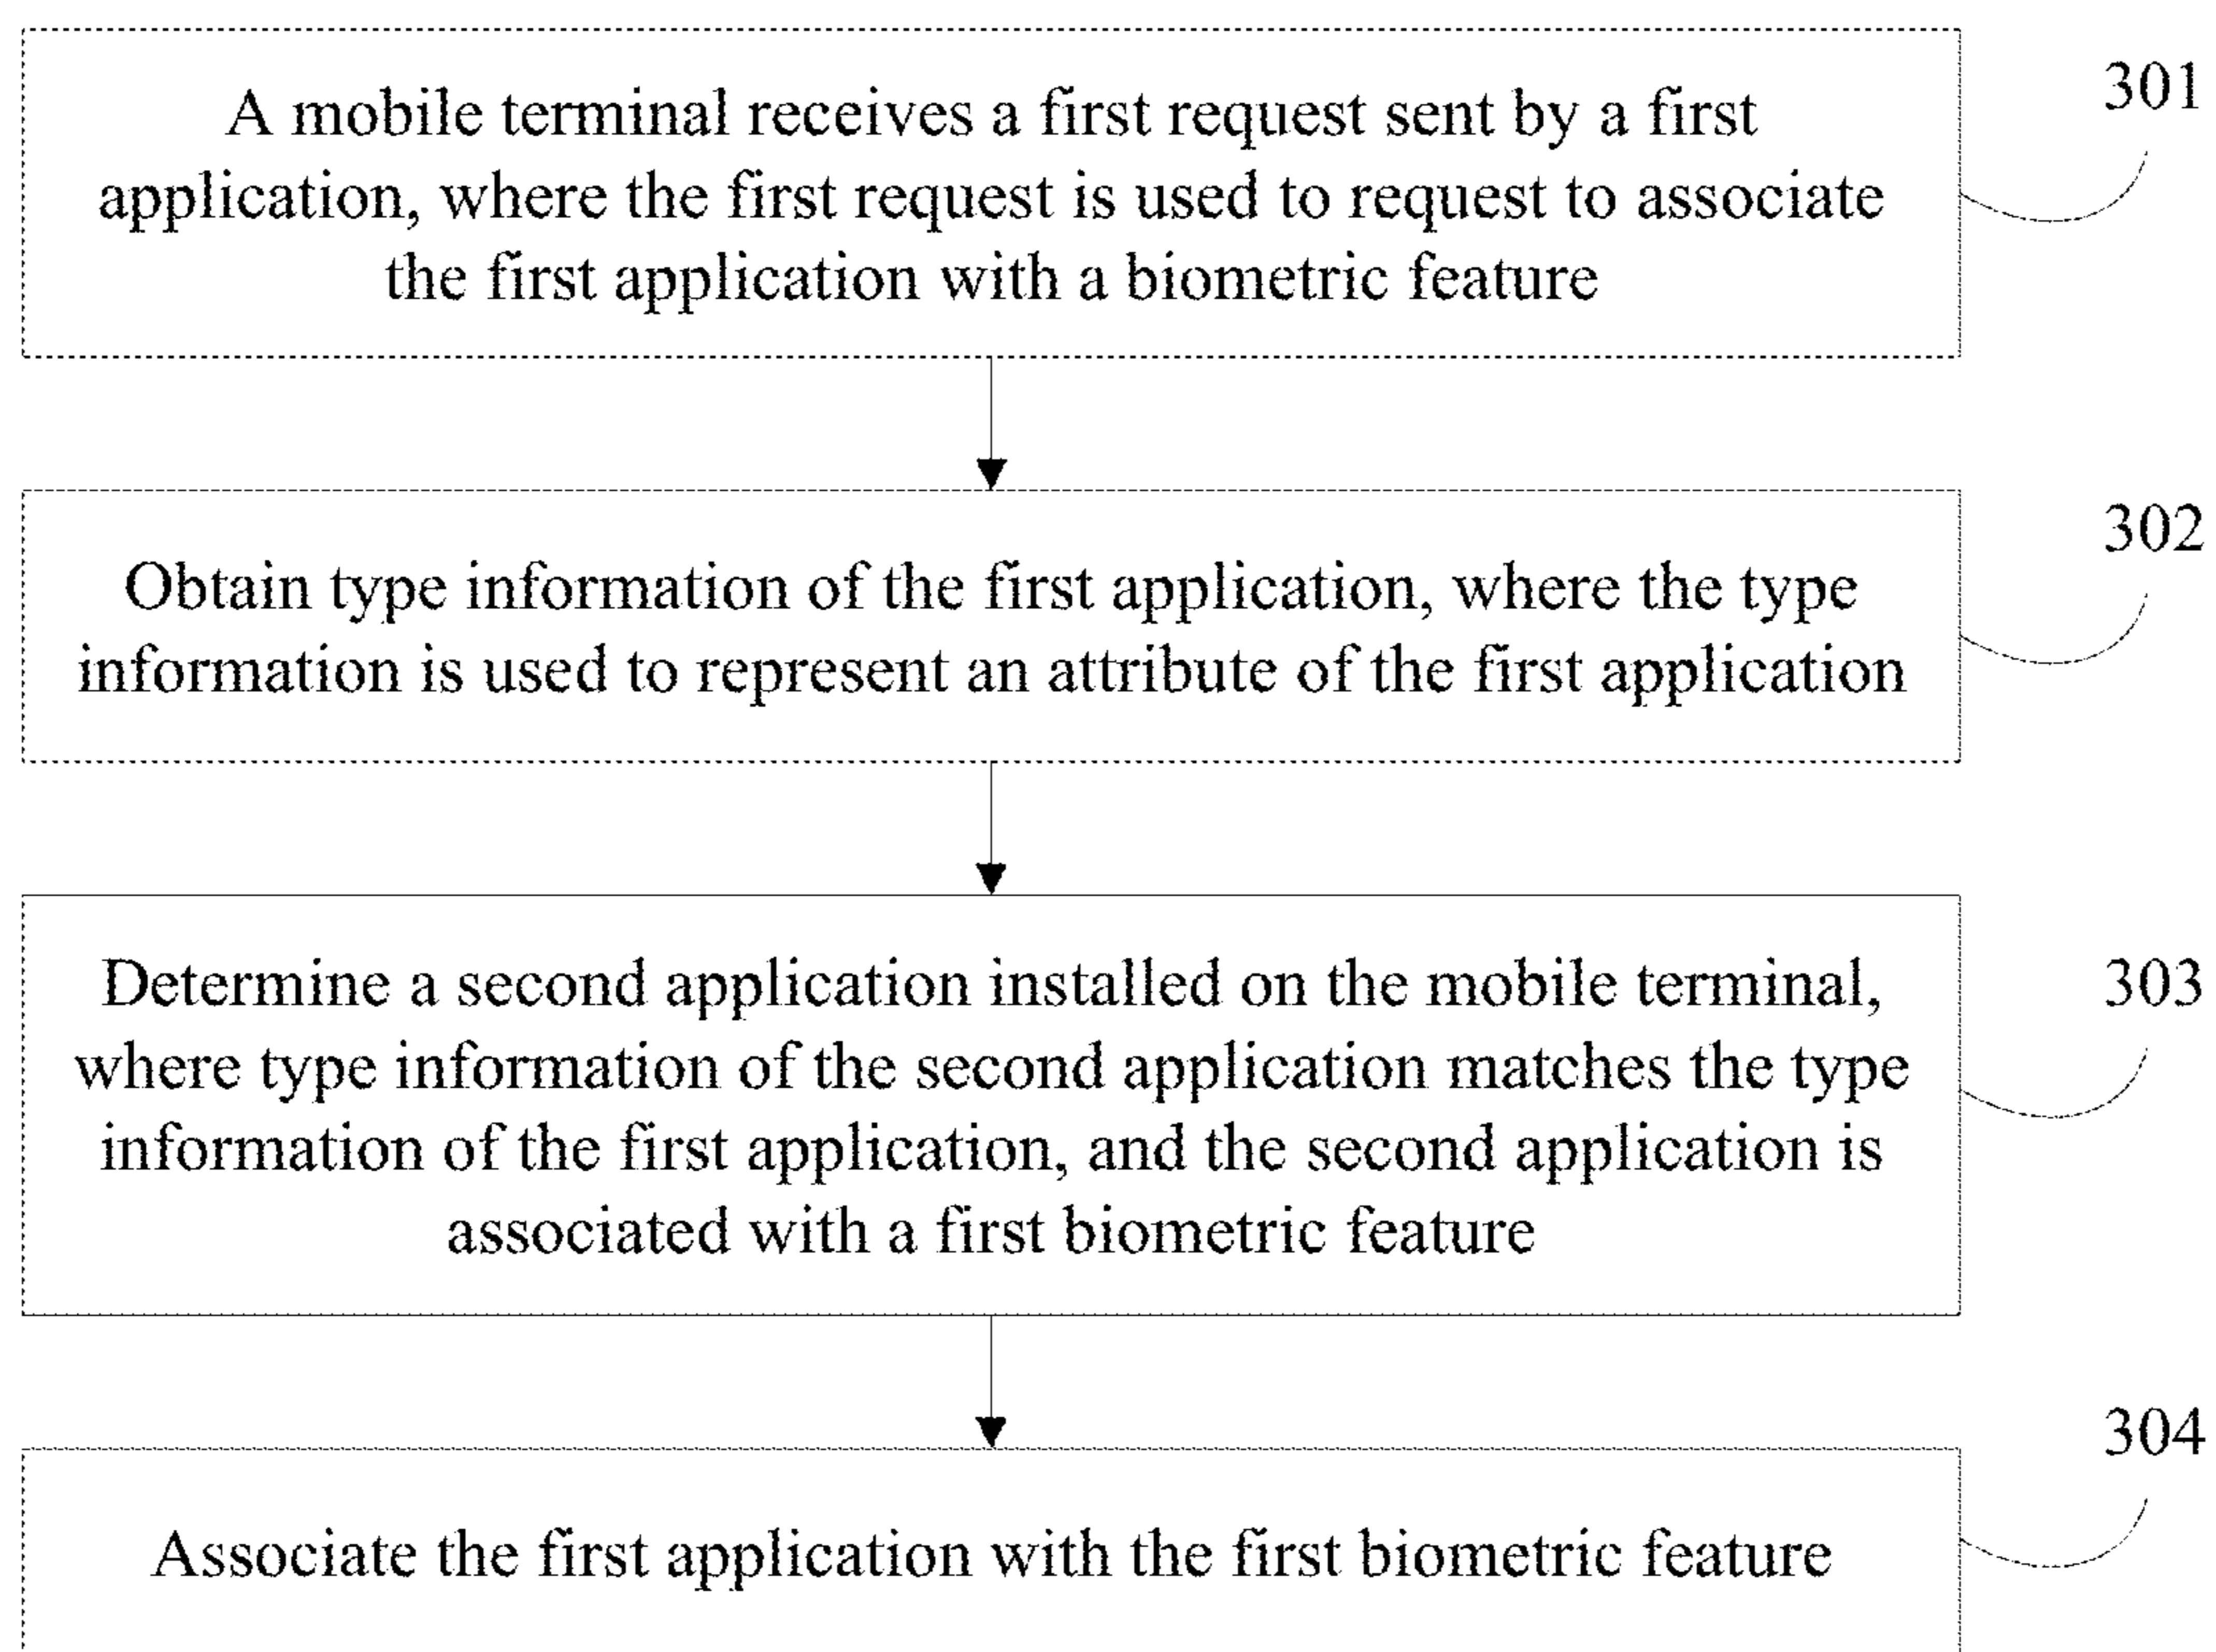 A mobile terminal receives a first request sent by a first
application, where the first request is used to request to associate
the first application with a biometric feature
301
Obtain type information of the first application, where the type
information is used to represent an attribute of the first application
302
Determine a second application installed on the mobile terminal,
where type information of the second application matches the type
information of the first application, and the second application is
associated with a first biometric feature
303
Associate the first application with the first biometric feature
304